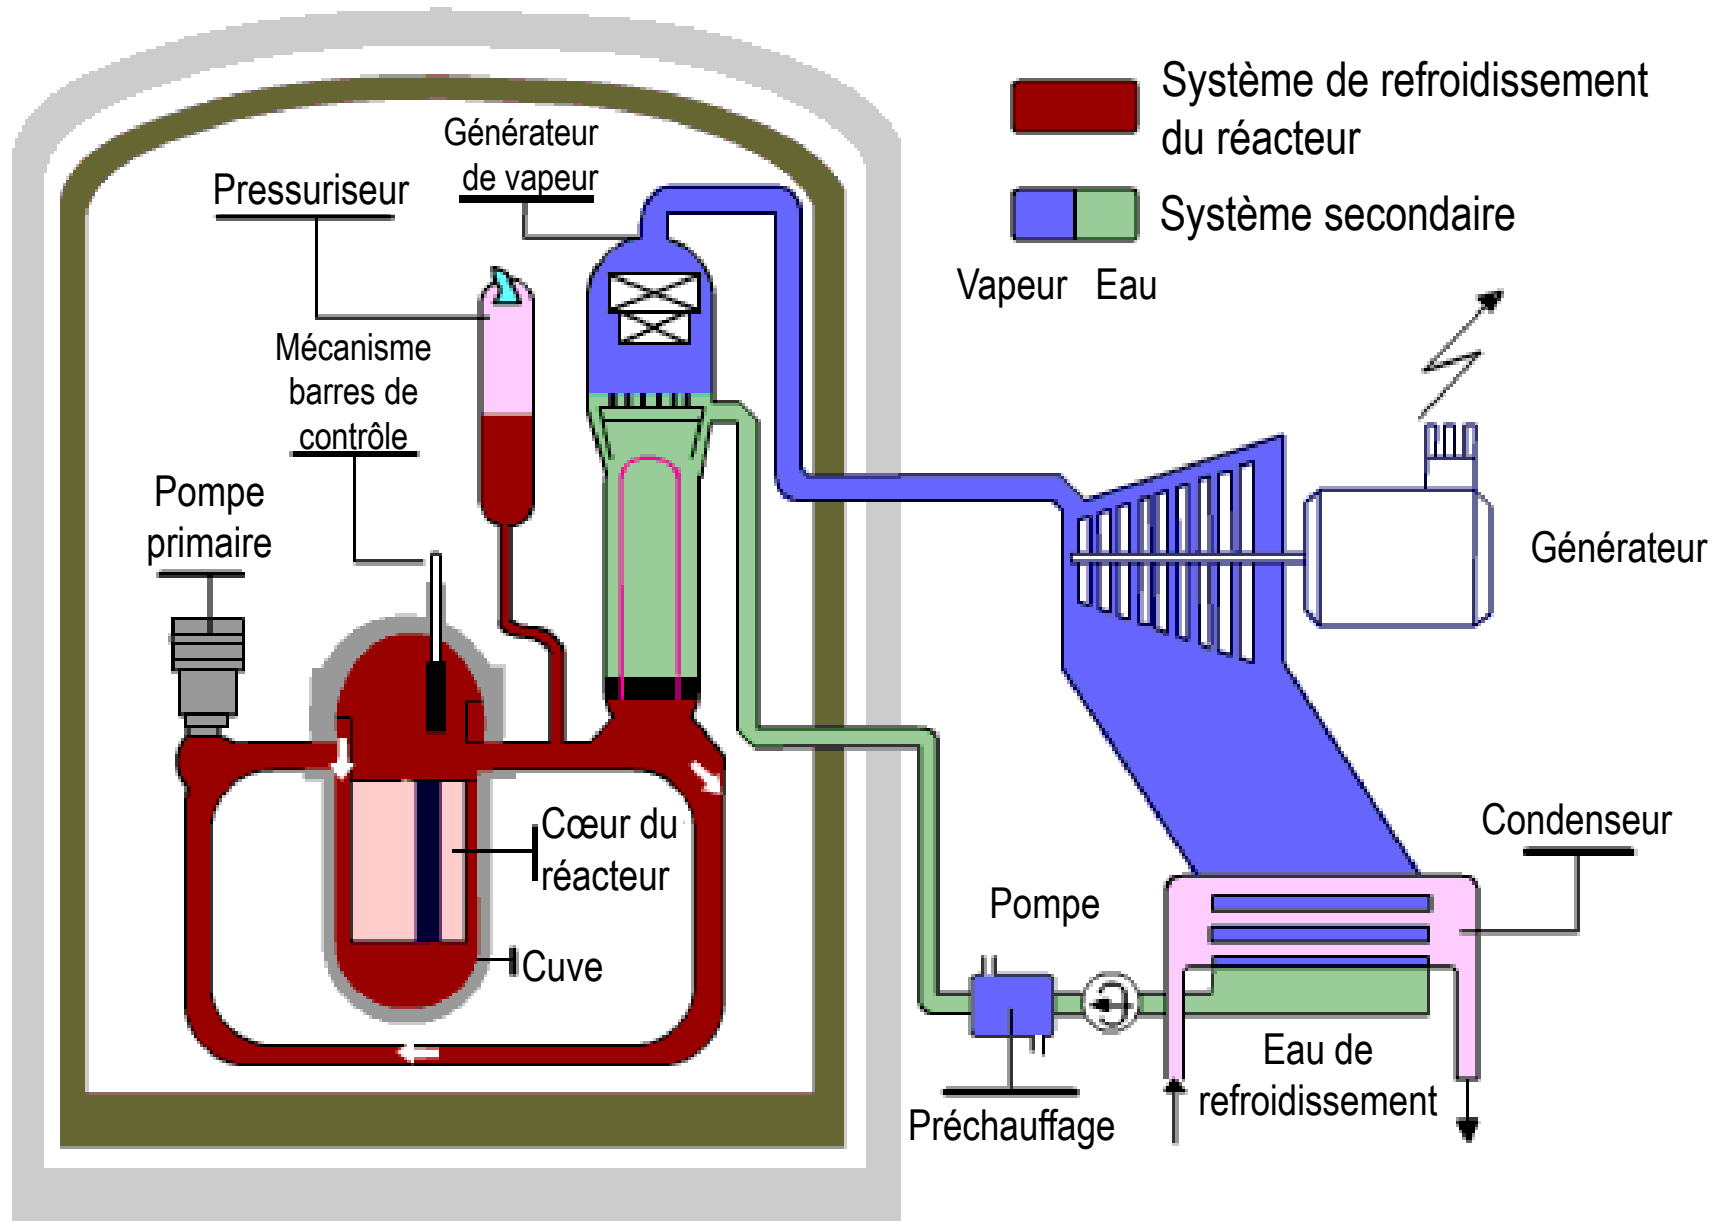 Système de refroidissement
du réacteur
Système secondaire
Vapeur Eau
Générateur
de vapeur
Pressuriseur
Mécanisme
barres de
contrôle
Pompe
primaire
Cœur du
réacteur
Cuve
Générateur
Condenseur
Pompe
Eau de
refroidissement
Préchauffage